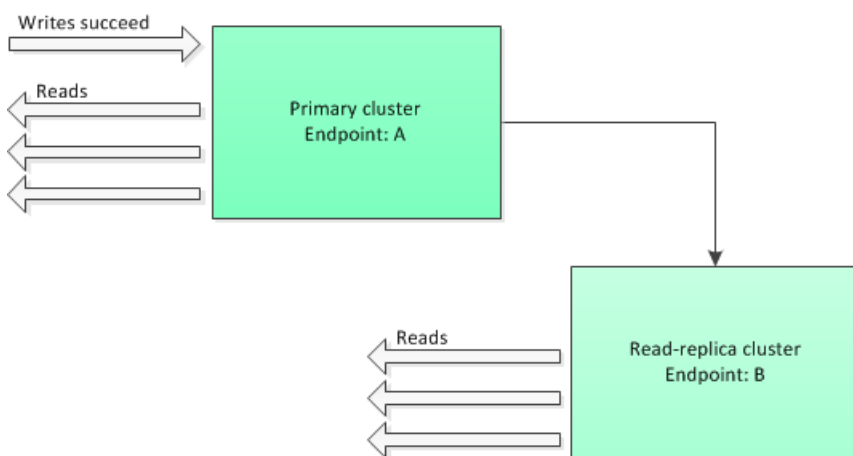 Writes succeed
Reads
Primary cluster
Endpoint: A
Reads
Read-replica cluster
Endpoint: B